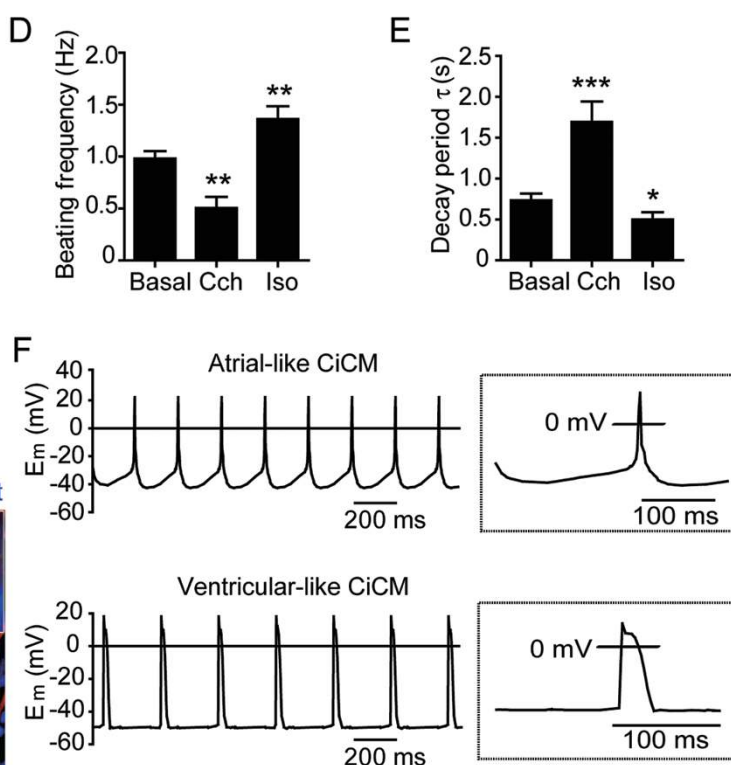 D
Beating frequency (Hz)
2.0
1.5
1.0
0.5
0
**
**
Basal Cch Iso
E
Decay period τ (s)
2.5
2.0
1.5
1.0
0.5
0
***
*
Basal Cch Iso
F
Atrial-like CiCM
Em (mV)
40
20
0
-20
-40
-60
200 ms
0 mV
100 ms
t
Ventricular-like CiCM
Em (mV)
20
0
-20
-40
-60
200 ms
0 mV
100 ms